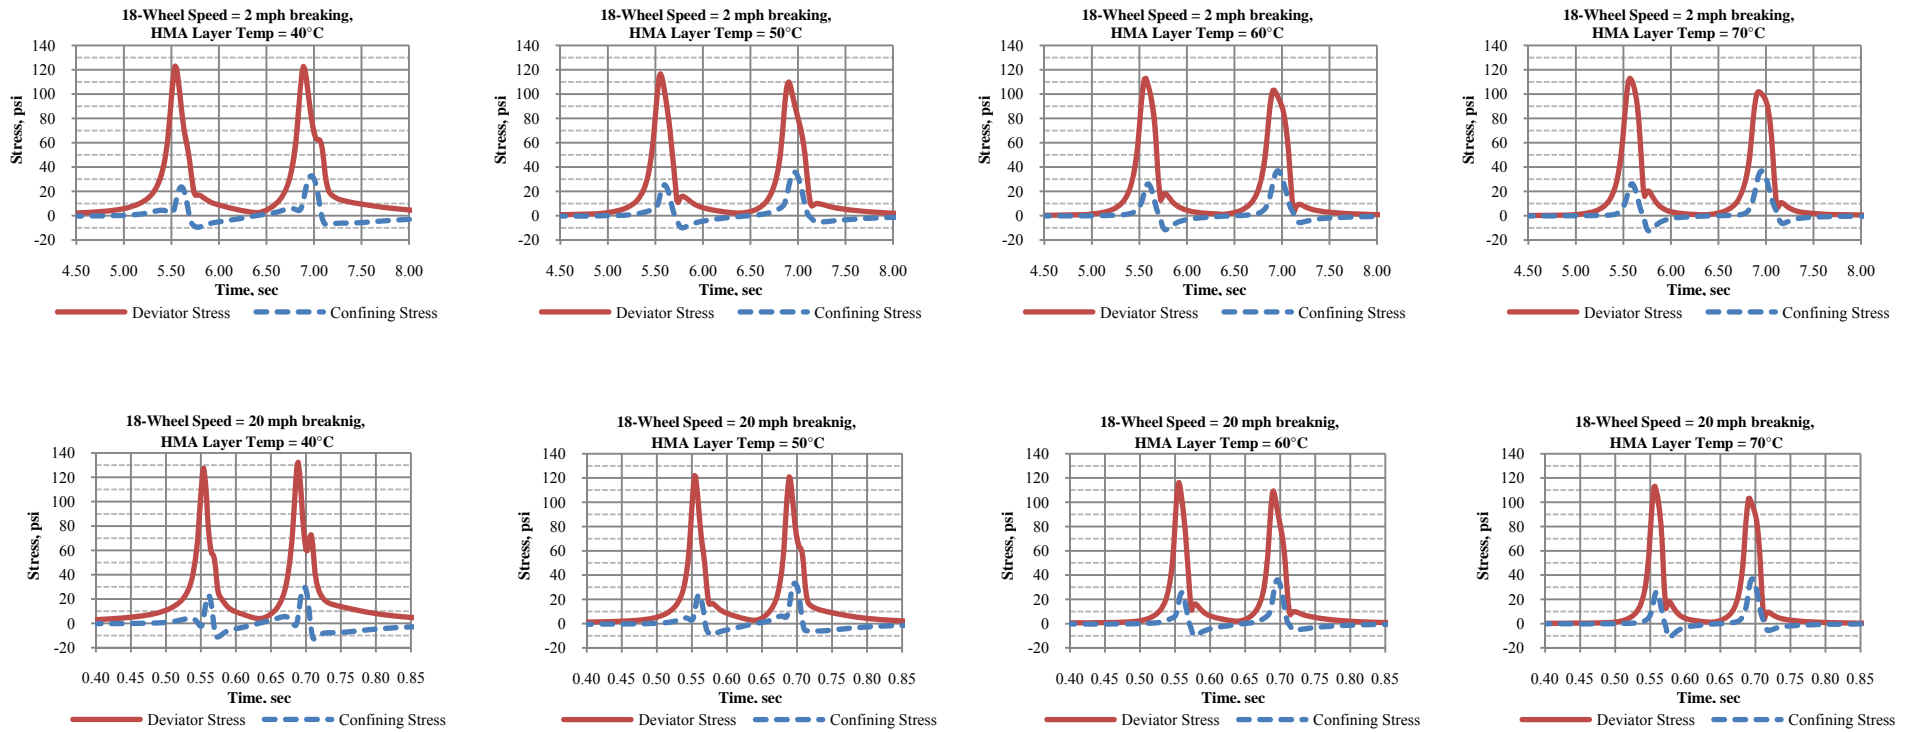 18-Wheel Speed = 2 mph breaking,
HMA Layer Temp = 40°C
140
120
100
80
60
40
20
0
-20
Stress, psi
4.50 5.00 5.50 6.00 6.50 7.00 7.50 8.00
Time, sec
Deviator Stress Confining Stress
18-Wheel Speed = 2 mph breaking,
HMA Layer Temp = 50°C
140
120
100
80
60
40
20
0
-20
Stress, psi
4.50 5.00 5.50 6.00 6.50 7.00 7.50 8.00
Time, sec
Deviator Stress Confining Stress
18-Wheel Speed = 2 mph breaking,
HMA Layer Temp = 60°C
140
120
100
80
60
40
20
0
-20
Stress, psi
4.50 5.00 5.50 6.00 6.50 7.00 7.50 8.00
Time, sec
Deviator Stress Confining Stress
18-Wheel Speed = 2 mph breaking,
HMA Layer Temp = 70°C
140
120
100
80
60
40
20
0
-20
Stress, psi
4.50 5.00 5.50 6.00 6.50 7.00 7.50 8.00
Time, sec
Deviator Stress Confining Stress
18-Wheel Speed = 20 mph breaknig,
HMA Layer Temp = 40°C
140
120
100
80
60
40
20
0
-20
Stress, psi
0.40 0.45 0.50 0.55 0.60 0.65 0.70 0.75 0.80 0.85
Time, sec
Deviator Stress Confining Stress
18-Wheel Speed = 20 mph breaknig,
HMA Layer Temp = 50°C
140
120
100
80
60
40
20
0
-20
Stress, psi
0.40 0.45 0.50 0.55 0.60 0.65 0.70 0.75 0.80 0.85
Time, sec
Deviator Stress Confining Stress
18-Wheel Speed = 20 mph breaknig,
HMA Layer Temp = 60°C
140
120
100
80
60
40
20
0
-20
Stress, psi
0.40 0.45 0.50 0.55 0.60 0.65 0.70 0.75 0.80 0.85
Time, sec
Deviator Stress Confining Stress
18-Wheel Speed = 20 mph breaknig,
HMA Layer Temp = 70°C
140
120
100
80
60
40
20
0
-20
Stress, psi
0.40 0.45 0.50 0.55 0.60 0.65 0.70 0.75 0.80 0.85
Time, sec
Deviator Stress Confining Stress